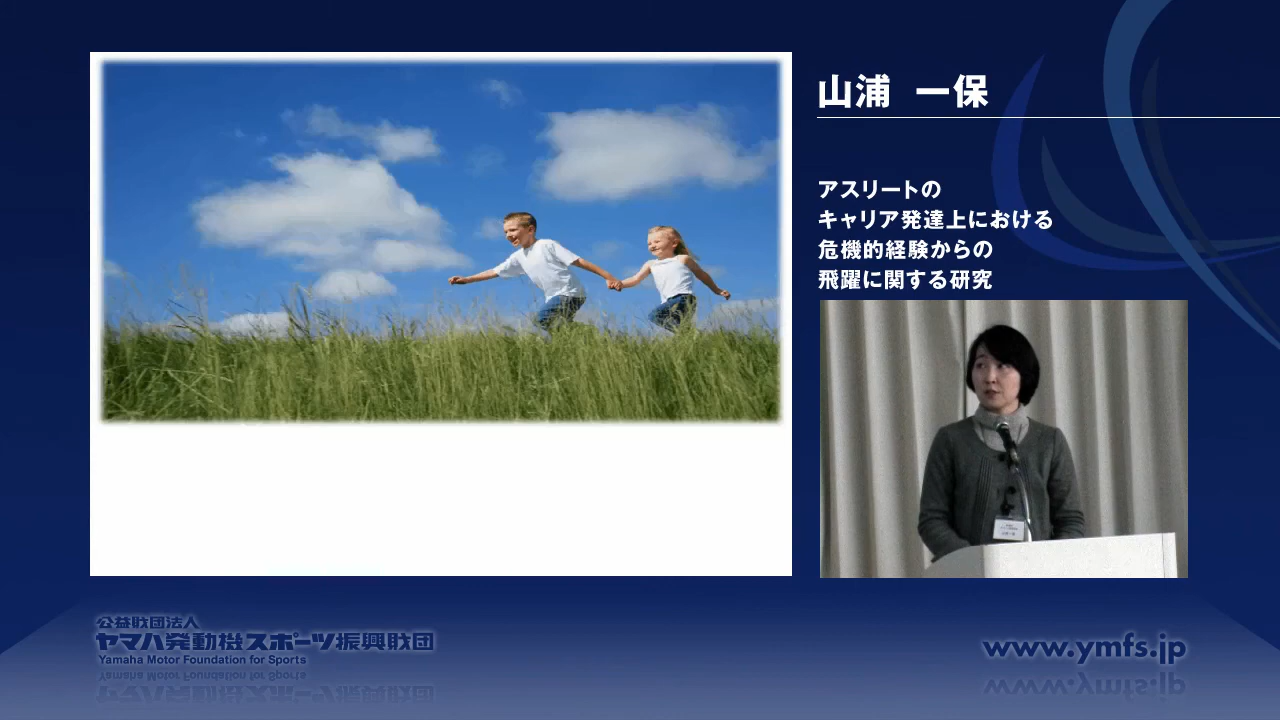 山浦 一保
アスリートの
キャリア発達上における
危機的経験からの
飛躍に関する研究
公益財団法人
ヤマハ発動機スポーツ振興財団
Yamaha Motor Foundation for Sports
www.ymfs.jp